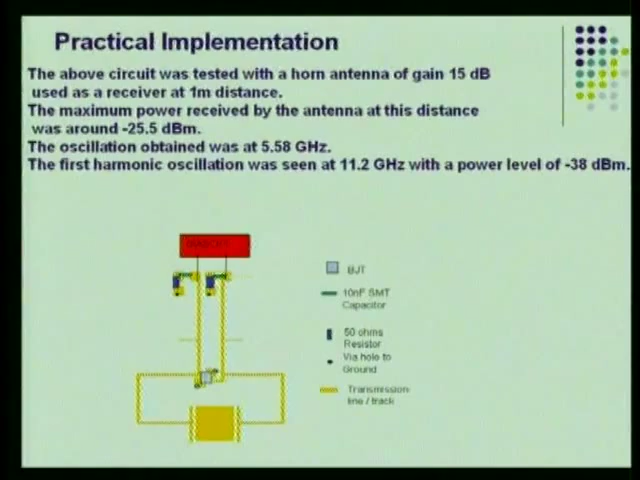 Practical Implementation
The above circuit was tested with a horn antenna of gain 15 dB
used as a receiver at 1m distance.
The maximum power received by the antenna at this distance
was around -25.5 dBm.
The oscillation obtained was at 5.58 GHz.
The first harmonic oscillation was seen at 11.2 GHz with a power level of -38 dBm.
BJT
10nF SMT
Capacitor
50 ohms
Resistor
Via hole to
Ground
Transmission
line / track